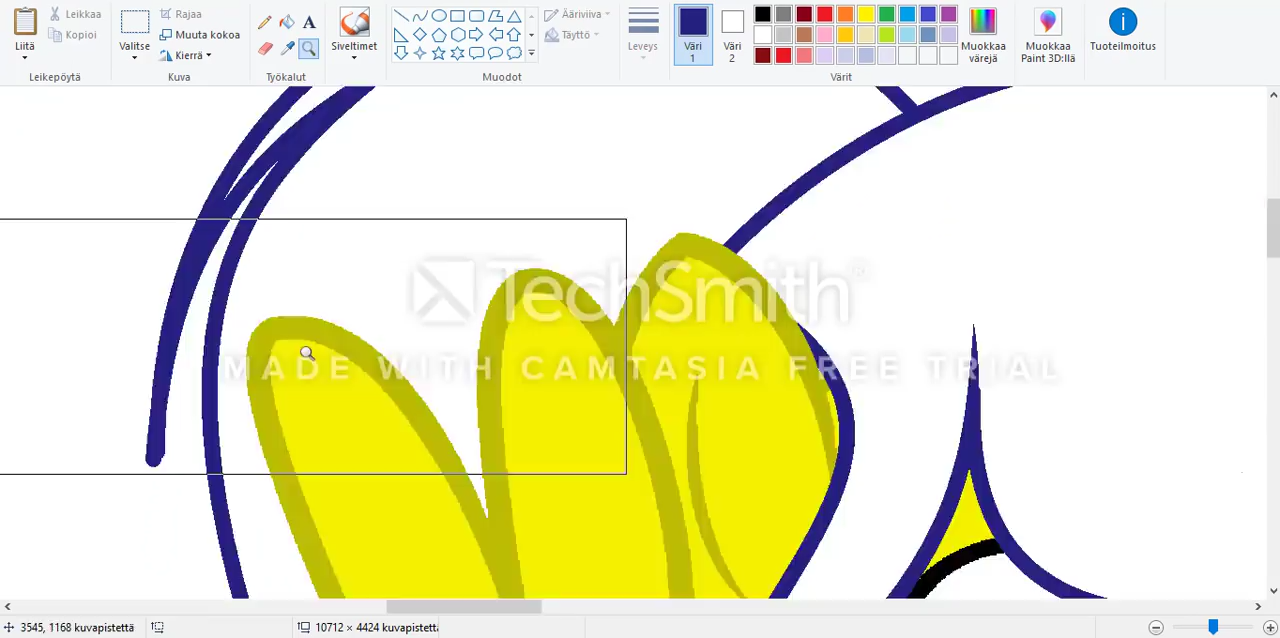 Liitä
Leikkaa
Kopioi
Leikepöytä
Valitse
Rajaa
Muuta kokoa
Kierrä
Kuva
A
Työkalut
Siveltimet
Ääriviiva
Täyttö
Muodot
Leveys
Väri
1
Väri
2
Värit
Muokkaa
värejä
Muokkaa
Paint 3D:llä
Tuoteilmoitus
TechSmith®
MADE WITH CAMTASIA FREE TRIAL
3545, 1168 kuvapistettä
10712 × 4424 kuvapistettä